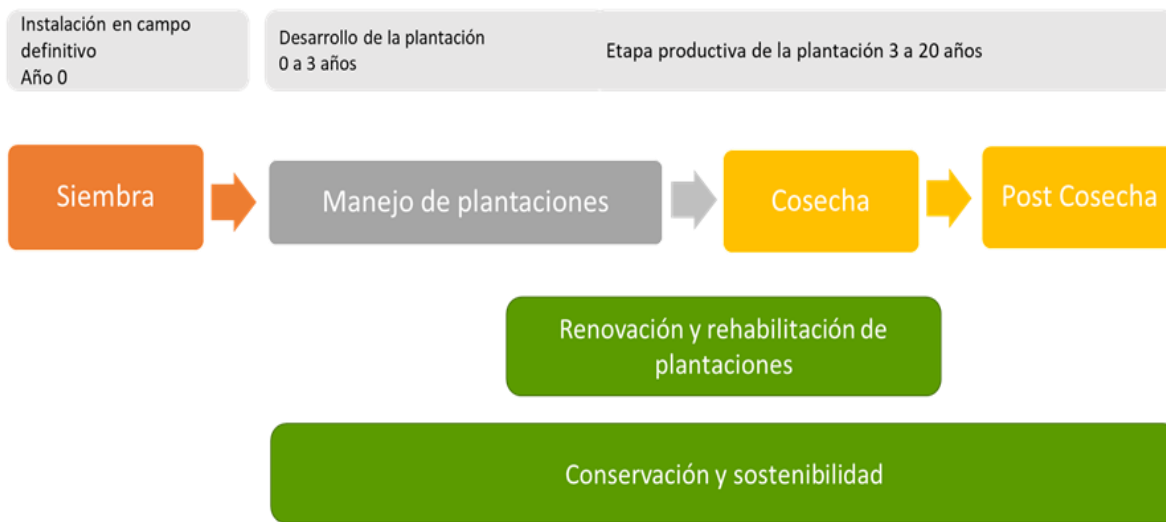 Instalación en campo
definitivo
Año 0
Desarrollo de la plantación
0 a 3 años
Etapa productiva de la plantación 3 a 20 años
Siembra
Manejo de plantaciones
Cosecha
Post Cosecha
Renovación y rehabilitación de
plantaciones
Conservación y sostenibilidad